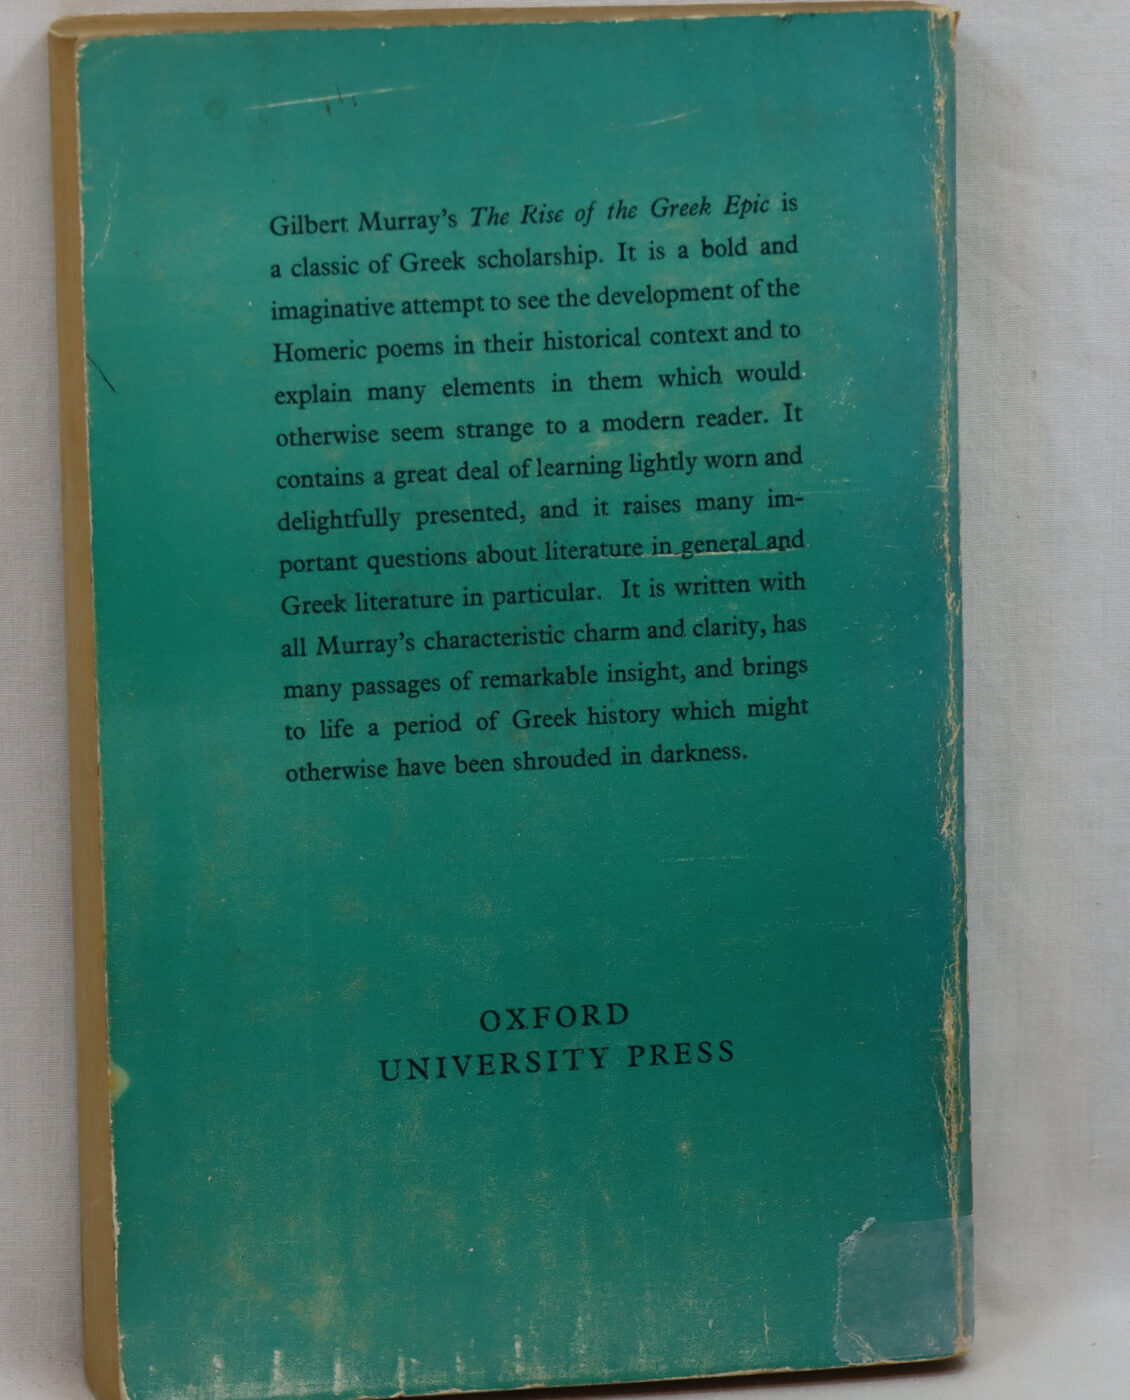 Gilbert Murray's The Rise of the Greek Epic is
a classic of Greek scholarship. It is a bold and
imaginative attempt to see the development of the
Homeric poems in their historical context and to
explain many elements in them which would
otherwise seem strange to a modern reader. It
contains a great deal of learning lightly worn and
delightfully presented, and it raises many im-
portant questions about literature in general and
Greek literature in particular. It is written with
all Murray's characteristic charm and clarity, has
many passages of remarkable insight, and brings
to life a period of Greek history which might
otherwise have been shrouded in darkness.
OXFORD
UNIVERSITY PRESS